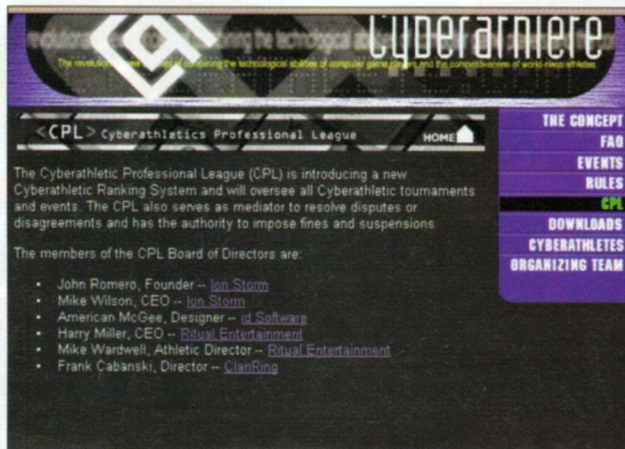 Cyberathlete
The of combining the technological abilities of computer game players and the competitiveness of world-class athletes.
<CPL> Cyberathletics Professional League HOME
The Cyberathletic Professional League (CPL) is introducing a new
Cyberathletic Ranking System and will oversee all Cyberathletic tournaments
and events. The CPL also serves as mediator to resolve disputes or
disagreements and has the authority to impose fines and suspensions.
The members of the CPL Board of Directors are:
• John Romero, Founder -- Ion Storm
• Mike Wilson, CEO -- Ion Storm
• American McGee, Designer -- id Software
• Harry Miller, CEO -- Ritual Entertainment
• Mike Wardwell, Athletic Director -- Ritual Entertainment
• Frank Cabanski, Director -- ClanRing
THE CONCEPT
FAQ
EVENTS
RULES
CPL
DOWNLOADS
CYBERATHLETES
ORGANIZING TEAM